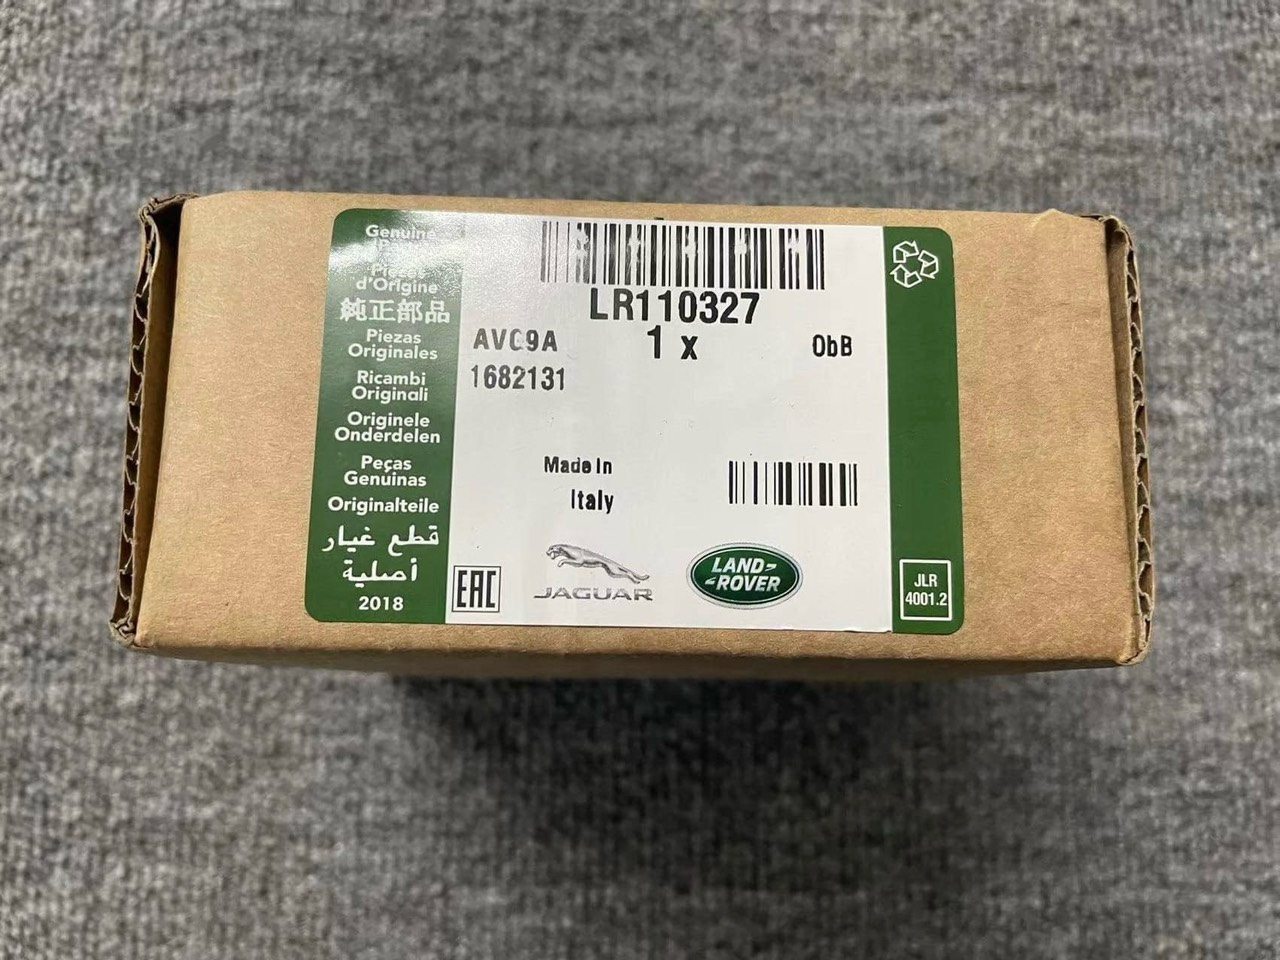 Genuine
Parts
Pièces
d'Origine
純正部品
Piezas
Originales
Ricambi
Originali
Originele
Onderdelen
Peças
Genuínas
Originalteile
قطع غيار
أصلية
2018
LR110327
1 x
AVC9A
ObB
1682131
Made In
Italy
EAC
JAGUAR
LAND-
-ROVER
JLR
4001.2